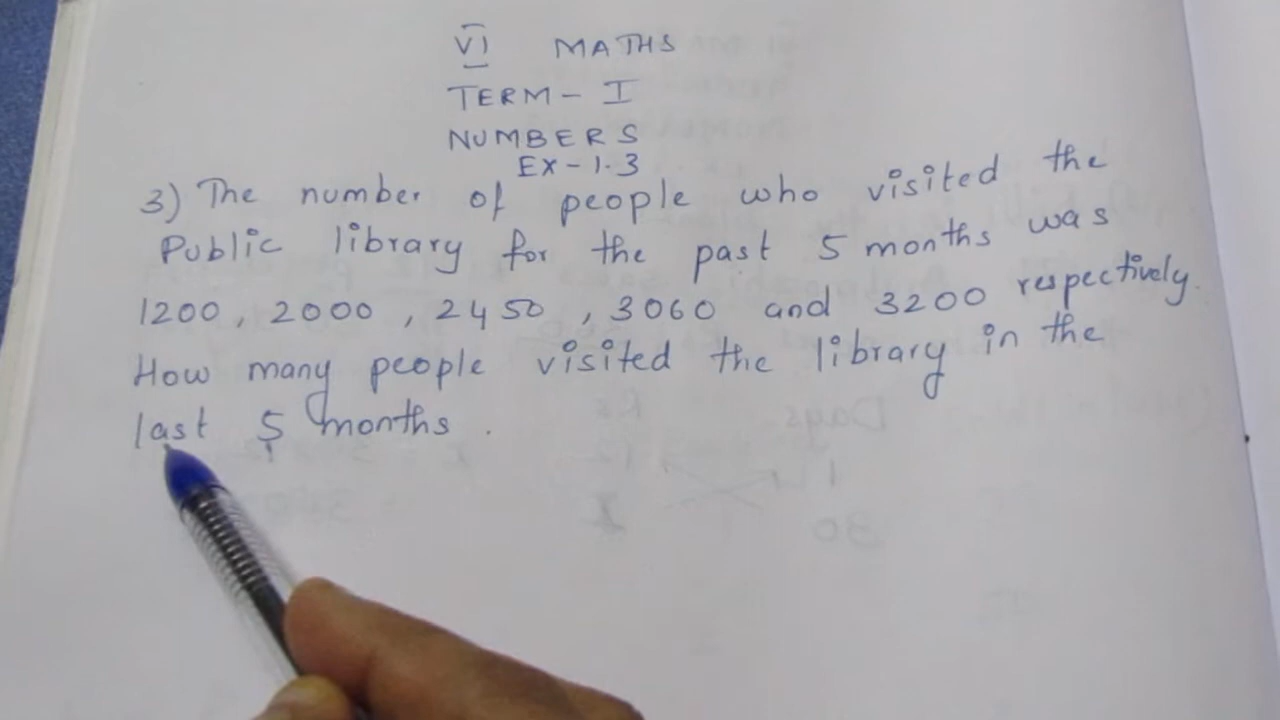 VI MATHS
TERM - I
NUMBERS
EX - 1.3
3) The number of people who visited the
Public library for the past 5 months was
1200, 2000, 2450, 3060 and 3200 respectively.
How many people visited the library in the
last 5 months.